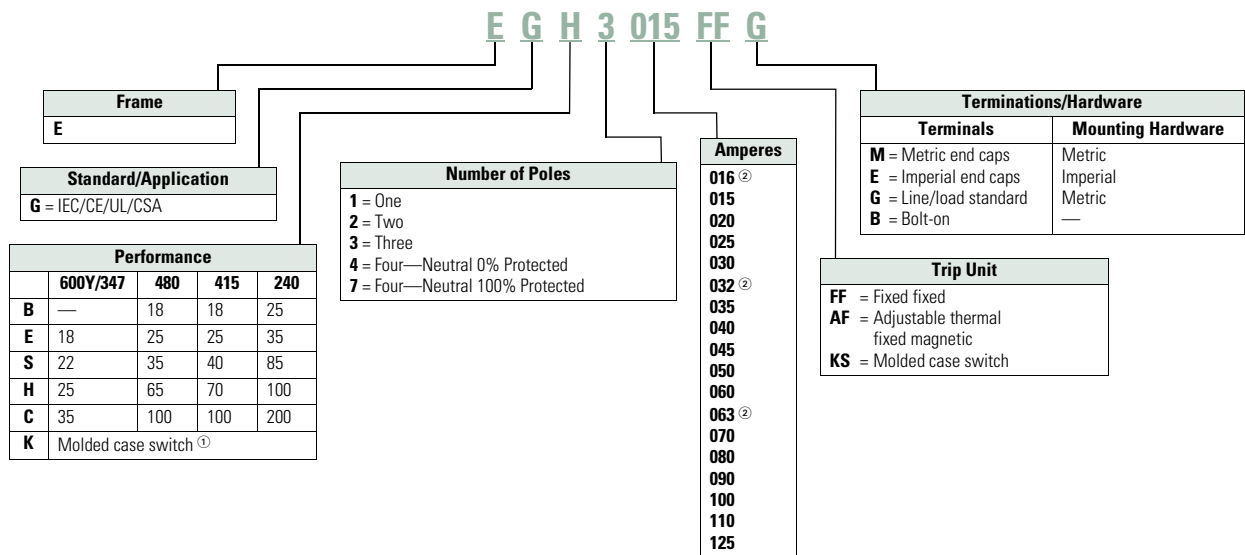 E G H 3 015 FF G
Frame
E
Standard/Application
G = IEC/CE/UL/CSA
Performance
600Y/347 480 415 240
B — 18 18 25
E 18 25 25 35
S 22 35 40 85
H 25 65 70 100
C 35 100 100 200
K Molded case switch ①
Number of Poles
1 = One
2 = Two
3 = Three
4 = Four—Neutral 0% Protected
7 = Four—Neutral 100% Protected
Amperes
016 ②
015
020
025
030
032 ②
035
040
045
050
060
063 ②
070
080
090
100
110
125
Terminations/Hardware
Terminals Mounting Hardware
M = Metric end caps Metric
E = Imperial end caps Imperial
G = Line/load standard Metric
B = Bolt-on —
Trip Unit
FF = Fixed fixed
AF = Adjustable thermal
fixed magnetic
KS = Molded case switch